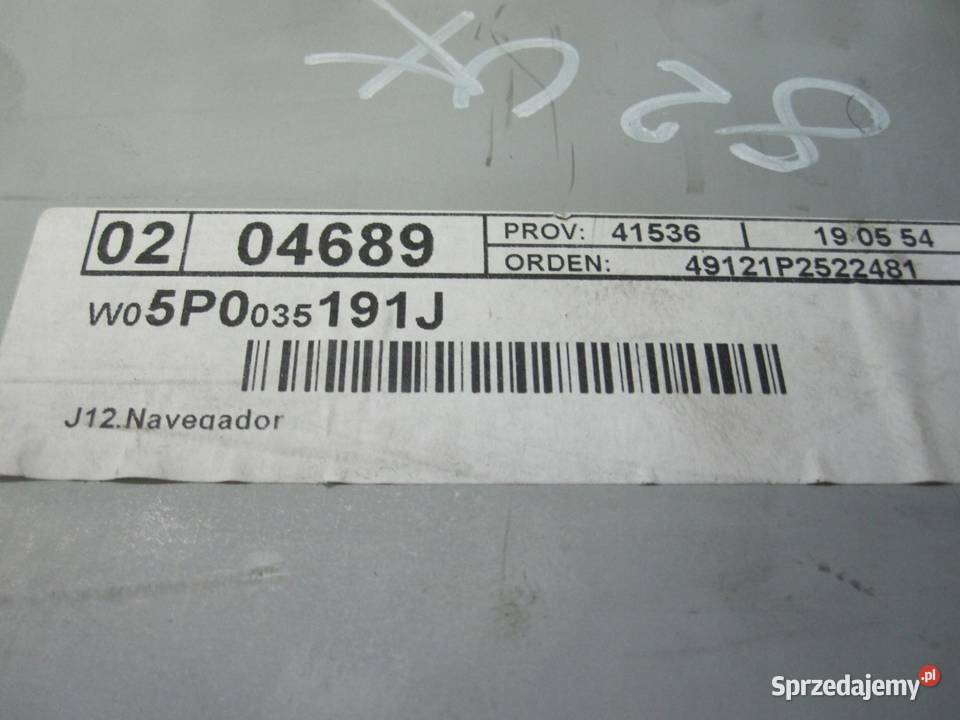 02 04689 PROV: 41536 19 05 54
ORDEN: 49121P2522481
W05P0035191J
J12.Navegador
Sprzedajemy.pl